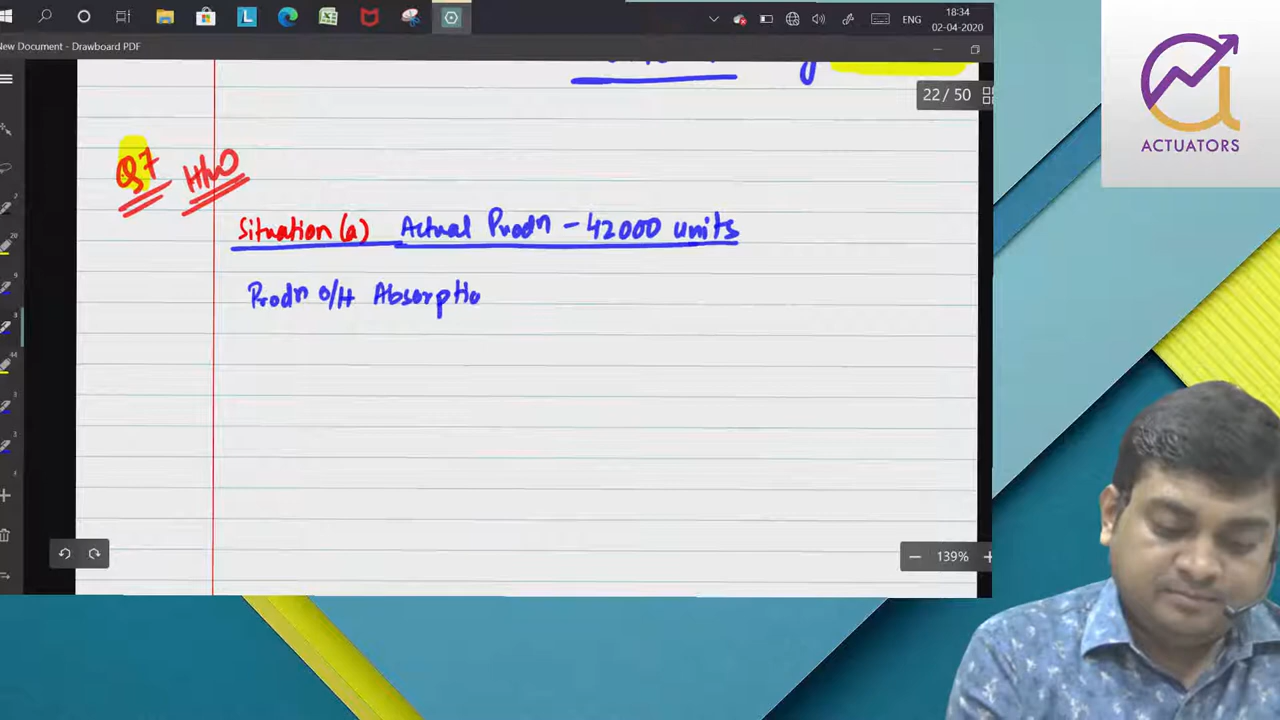 18:34
ENG
02-04-2020
New Document - Drawboard PDF
22 / 50
ACTUATORS
Q7
Situation (a) Actual Prodn - 42000 units
Prodn O/H Absorptio
139%